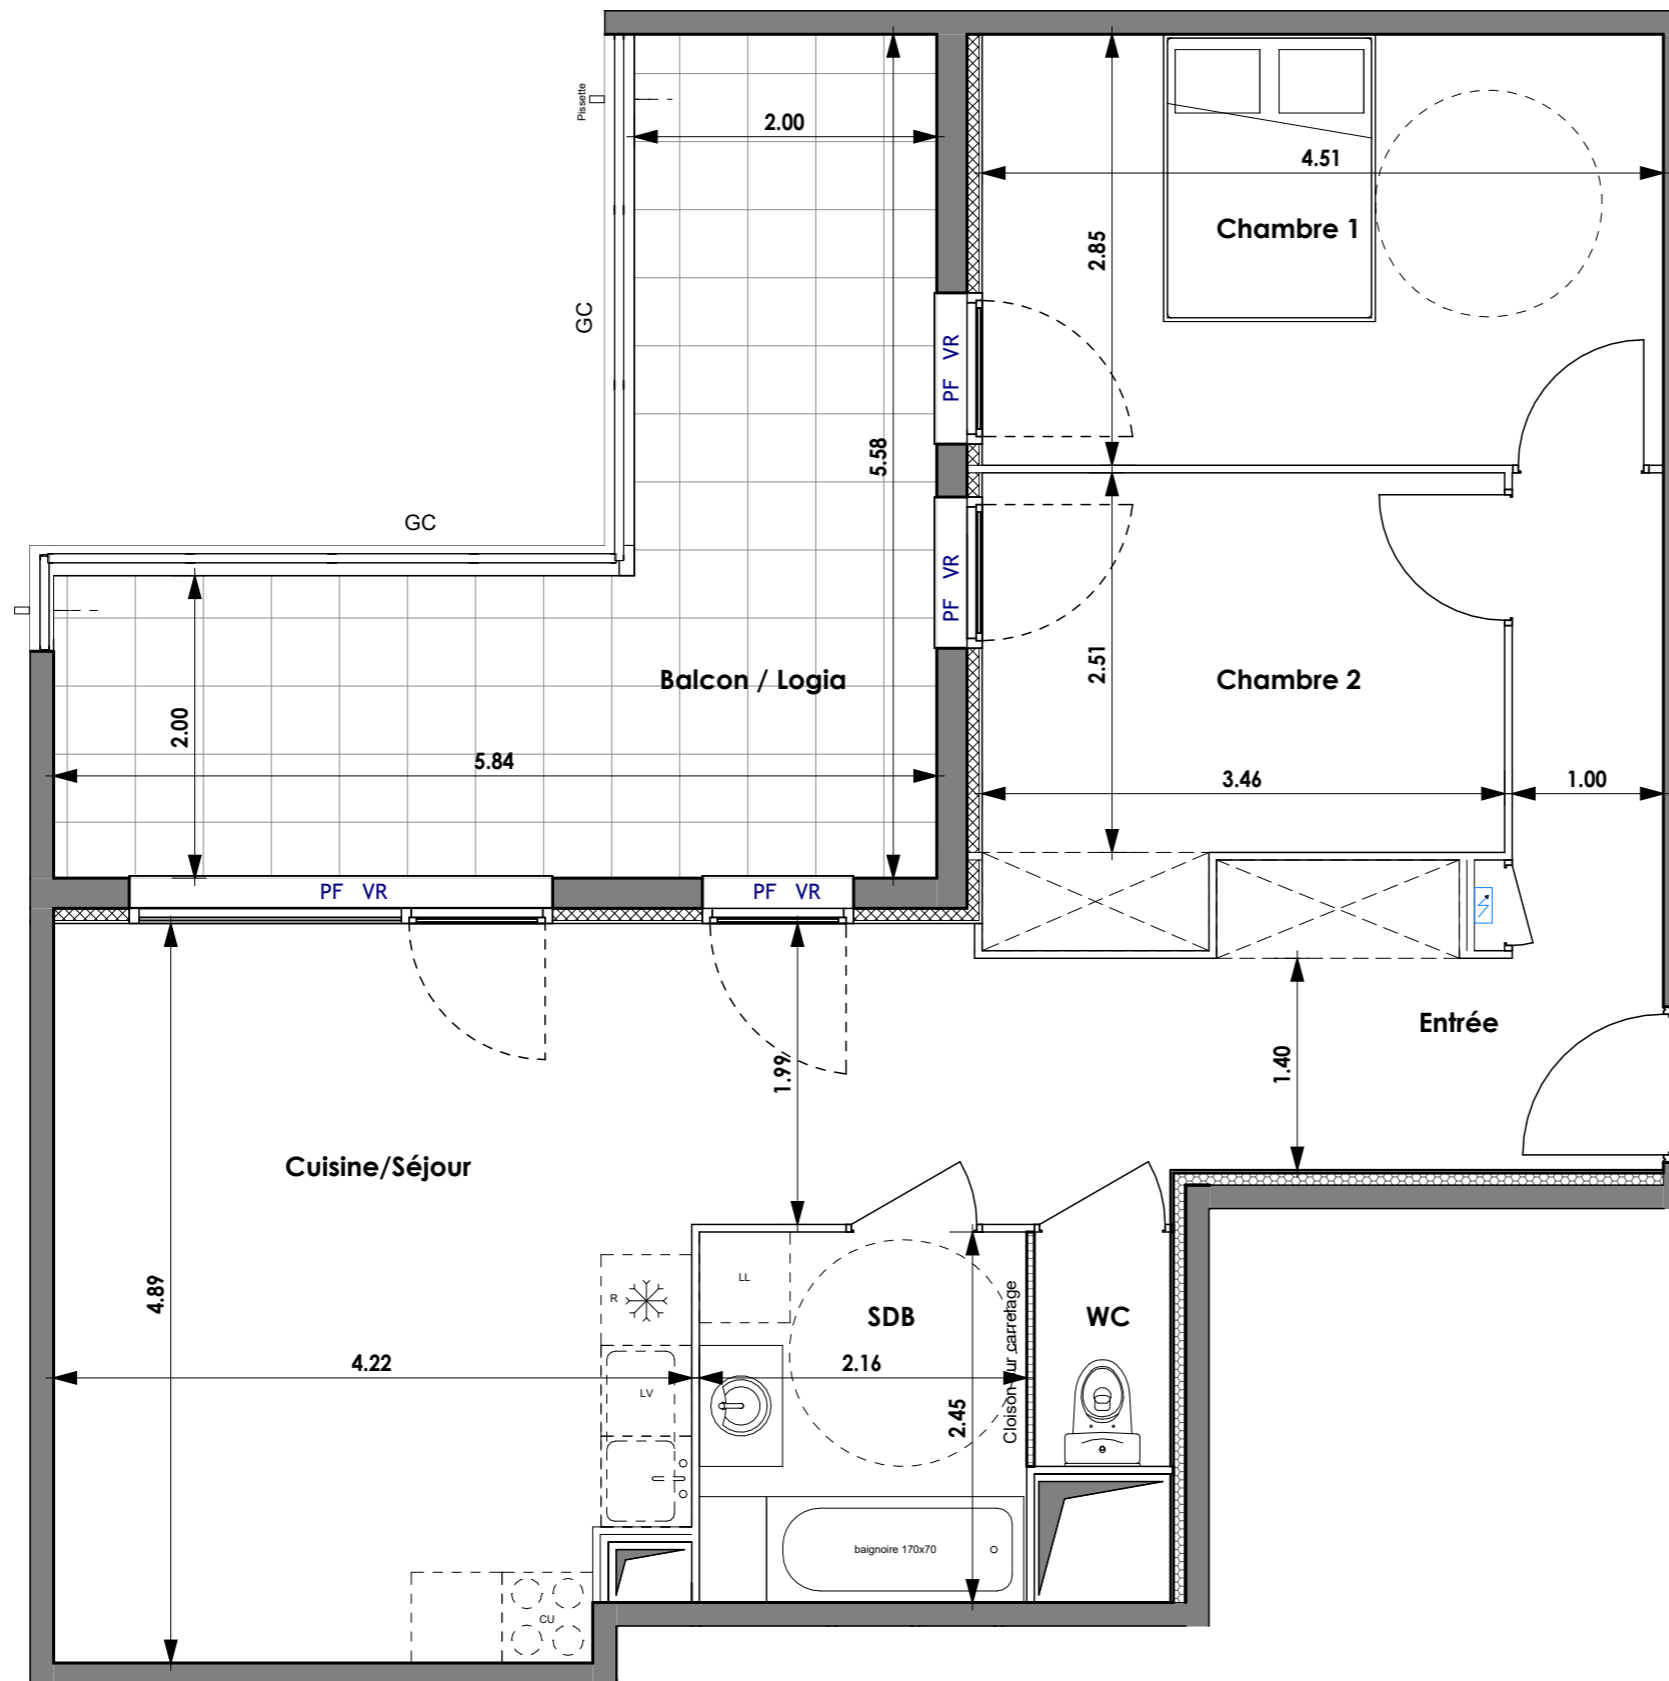 Pissette
2.00
4.51
Chambre 1
2.85
GC
PF VR
5.58
GC
PF VR
2.51
Balcon / Logia
Chambre 2
2.00
5.84
3.46
1.00
PF VR
PF VR
Entrée
1.99
1.40
Cuisine/Séjour
4.89
R
LL
SDB
WC
Cloison sur carrelage
4.22
2.16
LV
2.45
baignoire 170x70
CU